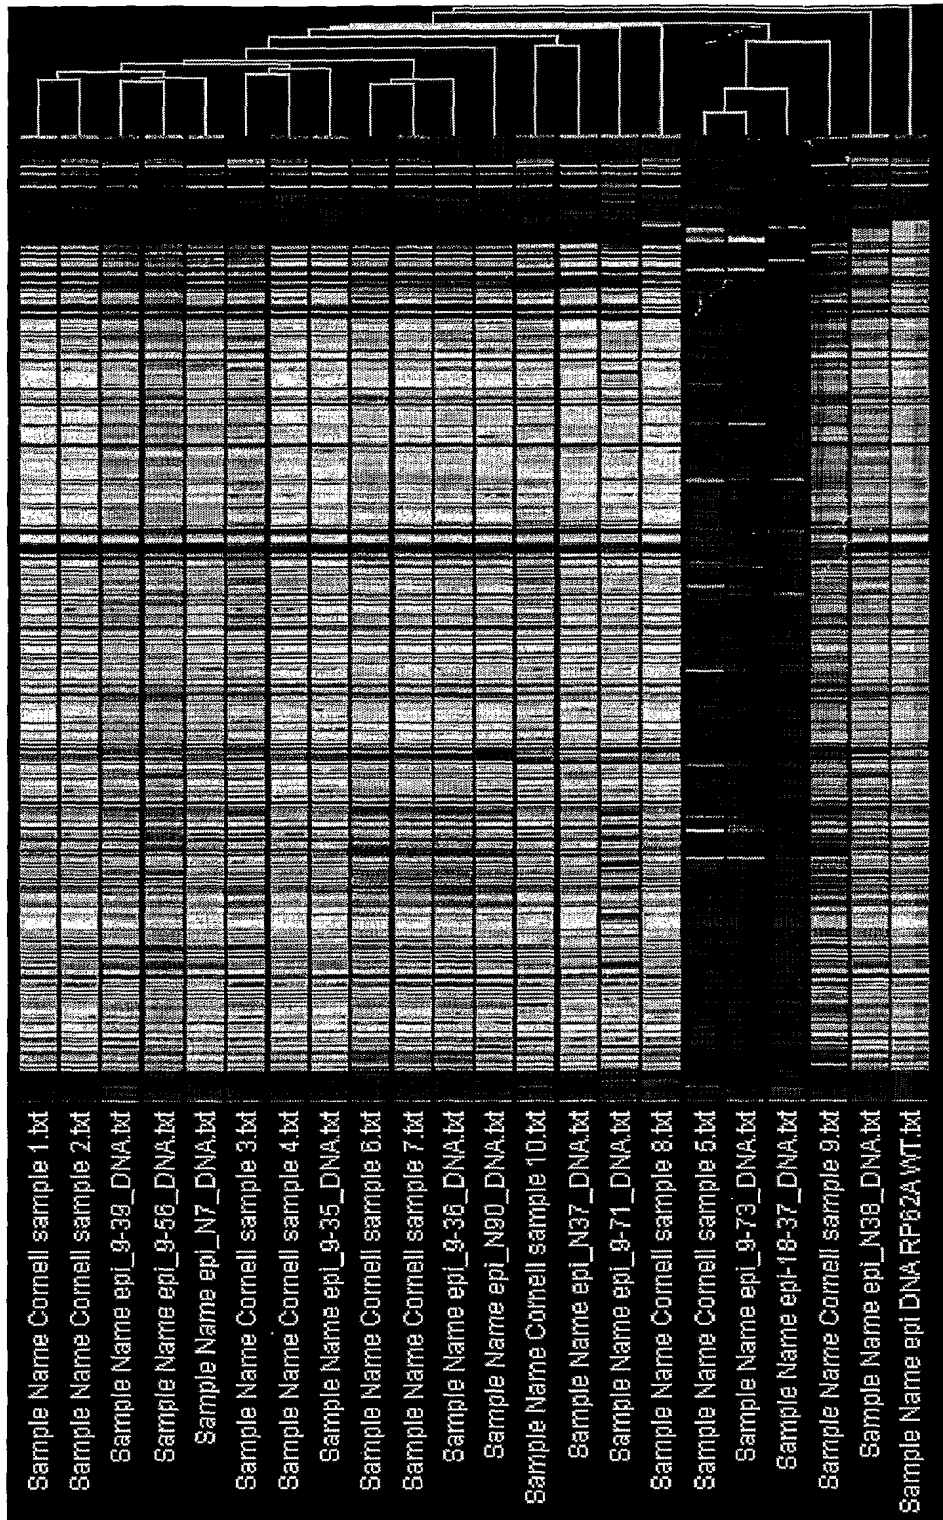 Sample Name Cornell sample 1.txt
Sample Name Cornell sample 2.txt
Sample Name epi_9-39_DNA.txt
Sample Name epi_9-56_DNA.txt
Sample Name epi_N7_DNA.txt
Sample Name Cornell sample 3.txt
Sample Name Cornell sample 4.txt
Sample Name epi_9-35_DNA.txt
Sample Name Cornell sample 6.txt
Sample Name Cornell sample 7.txt
Sample Name epi_9-36_DNA.txt
Sample Name epi_N90_DNA.txt
Sample Name Cornell sample 10.txt
Sample Name epi_N37_DNA.txt
Sample Name epi_9-71_DNA.txt
Sample Name Cornell sample 8.txt
Sample Name Cornell sample 5.txt
Sample Name epi_9-73_DNA.txt
Sample Name epi-18-37_DNA.txt
Sample Name Cornell sample 9.txt
Sample Name epi_N38_DNA.txt
Sample Name epi DNA RP62A WT.txt